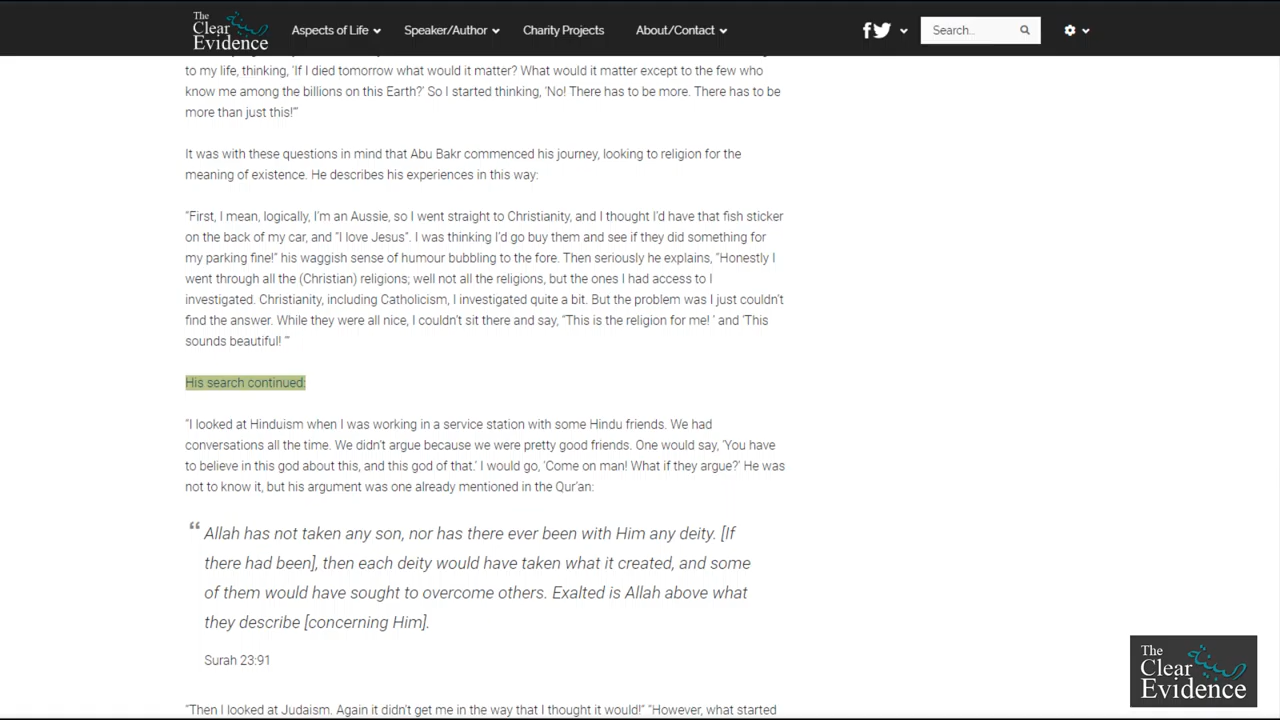 The
Clear
Evidence
Aspects of Life
Speaker/Author
Charity Projects
About/Contact
Search...
to my life, thinking, 'If I died tomorrow what would it matter? What would it matter except to the few who
know me among the billions on this Earth?' So I started thinking, 'No! There has to be more. There has to be
more than just this!'"
It was with these questions in mind that Abu Bakr commenced his journey, looking to religion for the
meaning of existence. He describes his experiences in this way:
"First, I mean, logically, I'm an Aussie, so I went straight to Christianity, and I thought I'd have that fish sticker
on the back of my car, and "I love Jesus". I was thinking I'd go buy them and see if they did something for
my parking fine!" his waggish sense of humour bubbling to the fore. Then seriously he explains, "Honestly I
went through all the (Christian) religions; well not all the religions, but the ones I had access to I
investigated. Christianity, including Catholicism, I investigated quite a bit. But the problem was I just couldn't
find the answer. While they were all nice, I couldn't sit there and say, "This is the religion for me! ' and 'This
sounds beautiful! '"
His search continued:
"I looked at Hinduism when I was working in a service station with some Hindu friends. We had
conversations all the time. We didn't argue because we were pretty good friends. One would say, 'You have
to believe in this god about this, and this god of that.' I would go, 'Come on man! What if they argue?' He was
not to know it, but his argument was one already mentioned in the Qur'an:
“ Allah has not taken any son, nor has there ever been with Him any deity. [If
there had been], then each deity would have taken what it created, and some
of them would have sought to overcome others. Exalted is Allah above what
they describe [concerning Him].
Surah 23:91
"Then I looked at Judaism. Again it didn't get me in the way that I thought it would!" "However, what started
The
Clear
Evidence